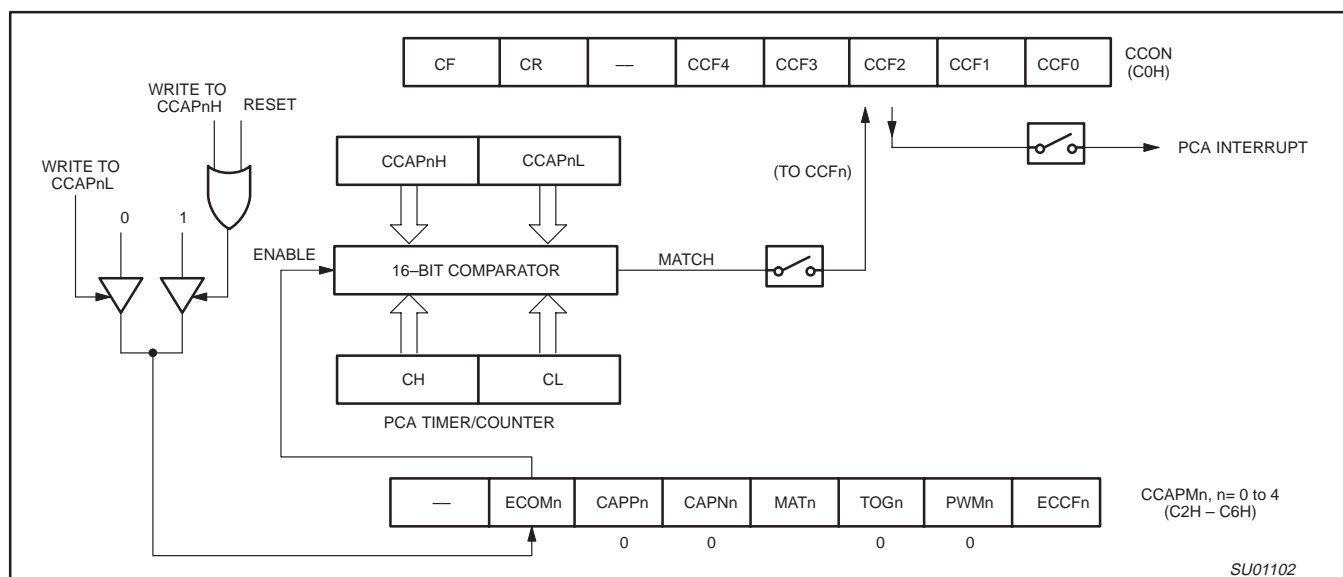 CF CR — CCF4 CCF3 CCF2 CCF1 CCF0
CCON
(C0H)
WRITE TO
CCAPnH
RESET
WRITE TO
CCAPnL
0 1
CCAPnH CCAPnL
(TO CCFn)
PCA INTERRUPT
ENABLE
16–BIT COMPARATOR
MATCH
CH CL
PCA TIMER/COUNTER
— ECOMn CAPPn CAPNn MATn TOGn PWMn ECCFn
CCAPMn, n= 0 to 4
(C2H – C6H)
0 0 0 0
SU01102